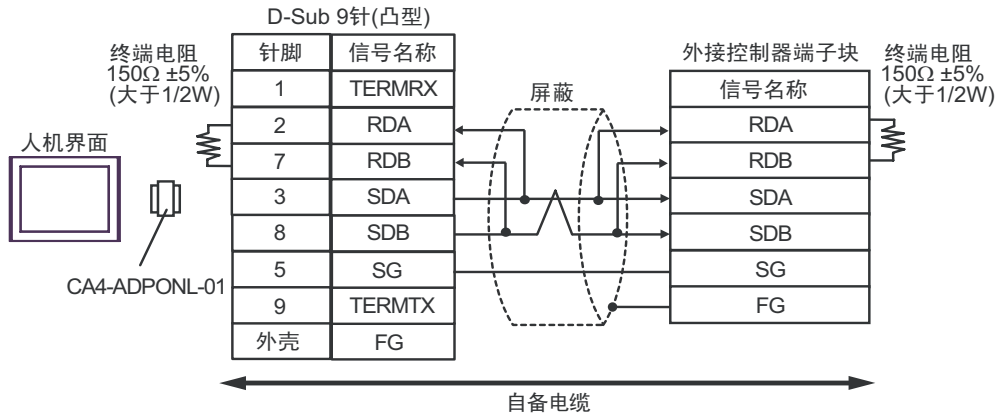 D-Sub 9针(凸型)
终端电阻
150Ω ±5%
(大于1/2W)
针脚 信号名称
1 TERMRX
2 RDA
7 RDB
3 SDA
8 SDB
5 SG
9 TERMTX
外壳 FG
人机界面
CA4-ADPONL-01
屏蔽
外接控制器端子块
信号名称
RDA
RDB
SDA
SDB
SG
FG
终端电阻
150Ω ±5%
(大于1/2W)
自备电缆